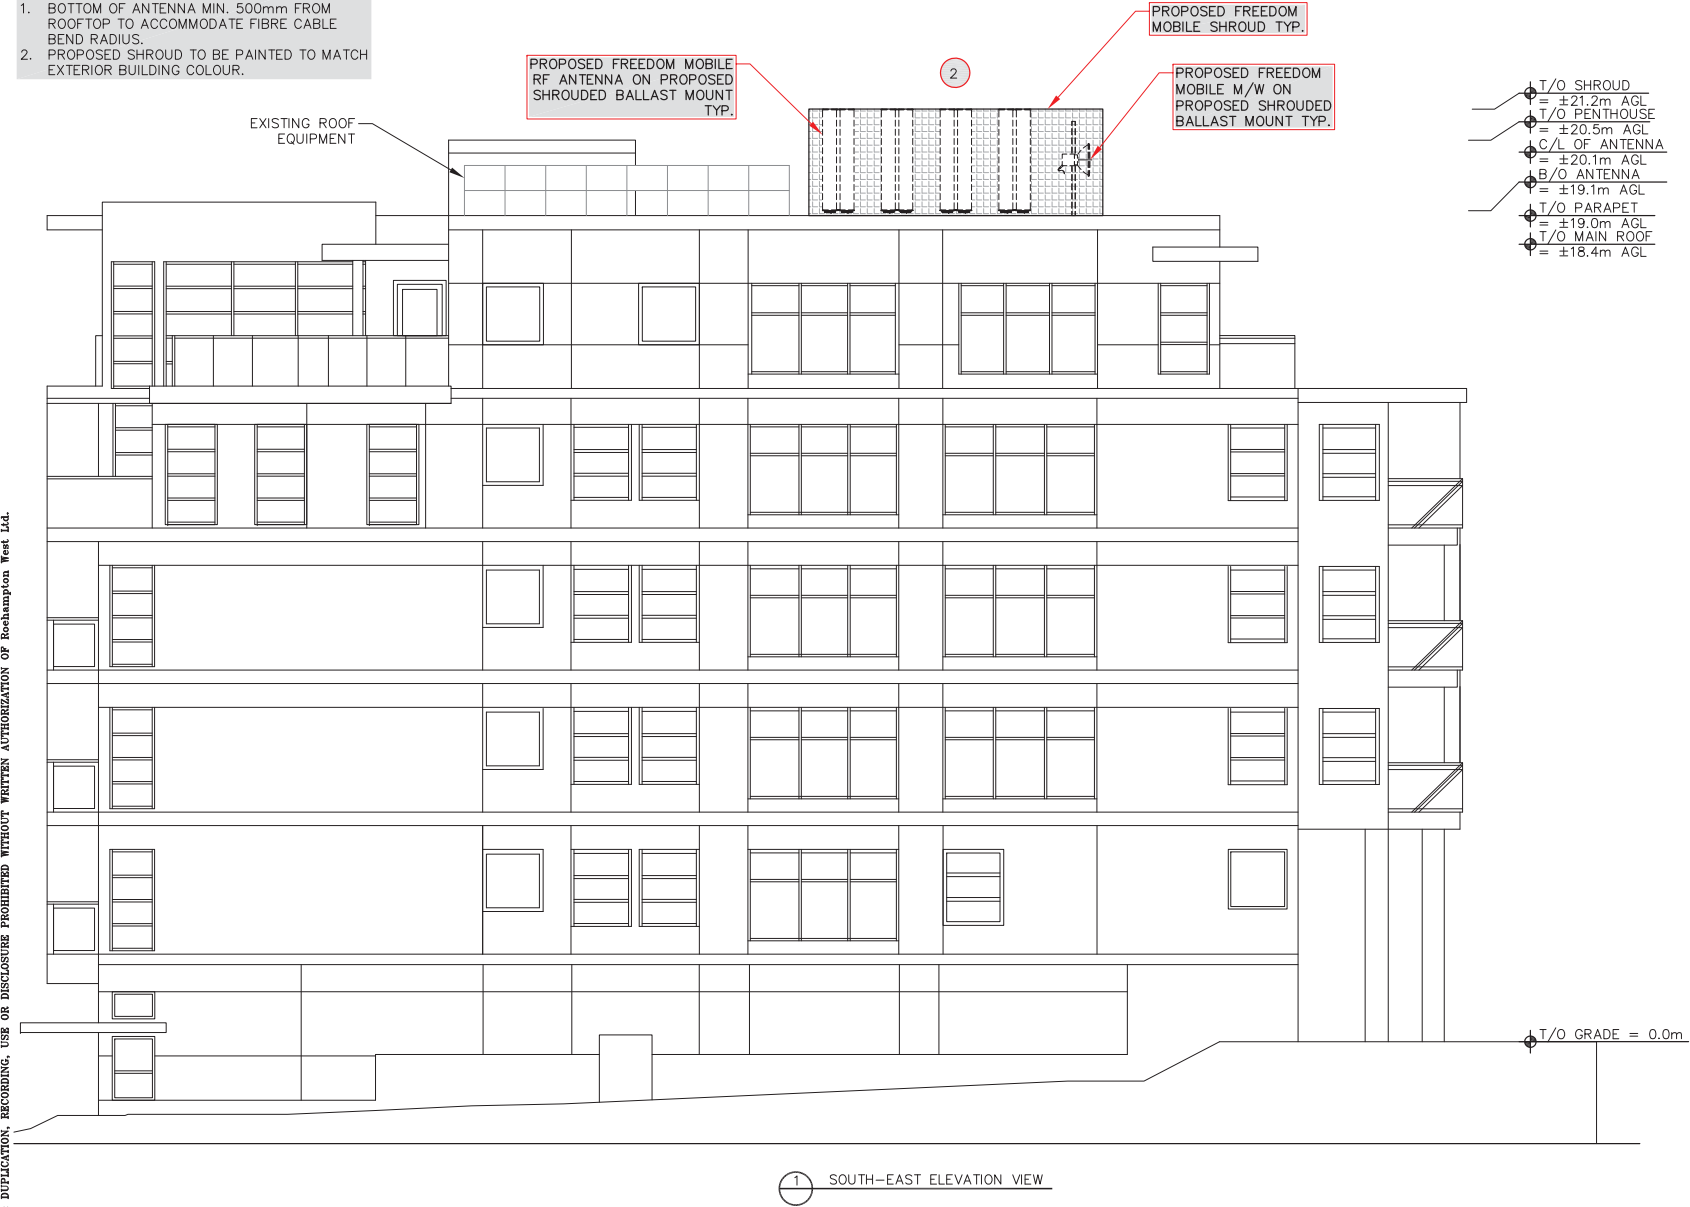 1. BOTTOM OF ANTENNA MIN. 500mm FROM
ROOFTOP TO ACCOMMODATE FIBRE CABLE
BEND RADIUS.
2. PROPOSED SHROUD TO BE PAINTED TO MATCH
EXTERIOR BUILDING COLOUR.
PROPOSED FREEDOM
MOBILE SHROUD TYP.
PROPOSED FREEDOM MOBILE
RF ANTENNA ON PROPOSED
SHROUDED BALLAST MOUNT
TYP.
2
PROPOSED FREEDOM
MOBILE M/W ON
PROPOSED SHROUDED
BALLAST MOUNT TYP.
EXISTING ROOF
EQUIPMENT
T/O SHROUD
= ±21.2m AGL
T/O PENTHOUSE
= ±20.5m AGL
C/L OF ANTENNA
= ±20.1m AGL
B/O ANTENNA
= ±19.1m AGL
T/O PARAPET
= ±19.0m AGL
T/O MAIN ROOF
= ±18.4m AGL
DUPLICATION, RECORDING, USE OR DISCLOSURE PROHIBITED WITHOUT WRITTEN AUTHORIZATION OF Roehampton West Ltd.
T/O GRADE = 0.0m
1 SOUTH-EAST ELEVATION VIEW